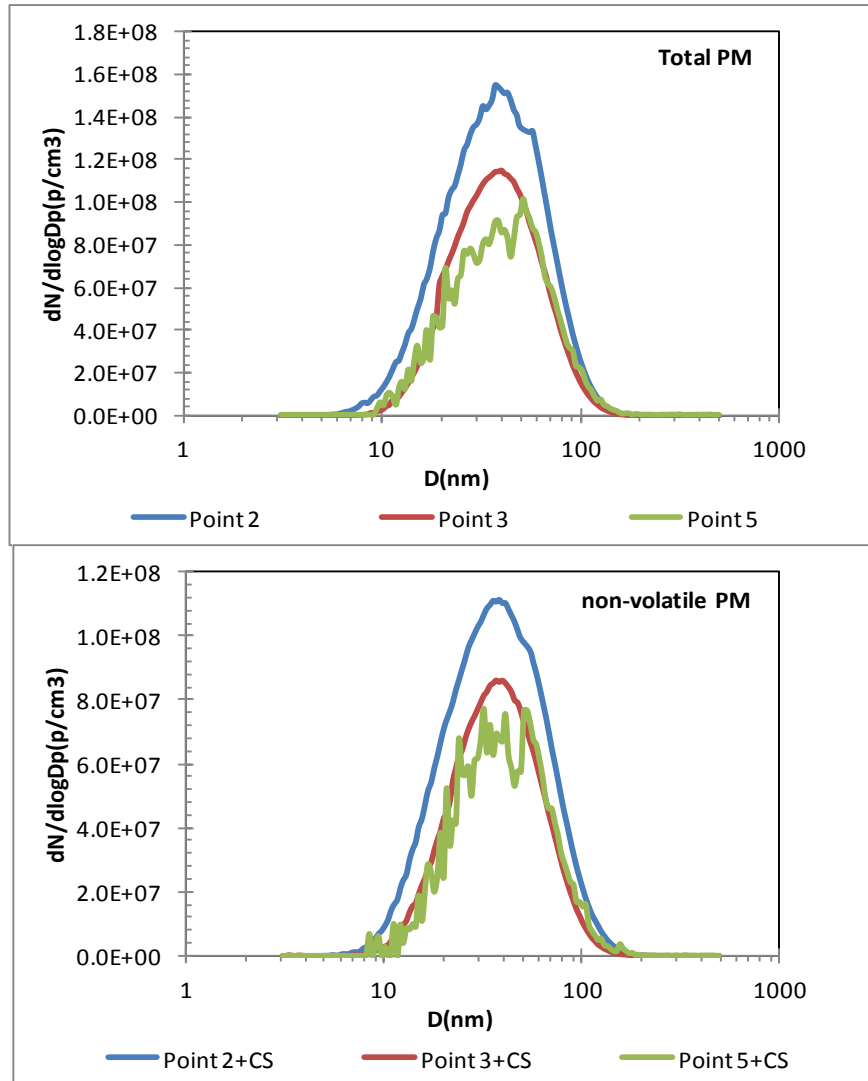 Total PM
dN/dlogDp(p/cm3)
1.8E+08
1.6E+08
1.4E+08
1.2E+08
1.0E+08
8.0E+07
6.0E+07
4.0E+07
2.0E+07
0.0E+00
1 10 100 1000
D(nm)
Point 2 Point 3 Point 5
non-volatile PM
dN/dlogDp(p/cm3)
1.2E+08
1.0E+08
8.0E+07
6.0E+07
4.0E+07
2.0E+07
0.0E+00
1 10 100 1000
D(nm)
Point 2+CS Point 3+CS Point 5+CS